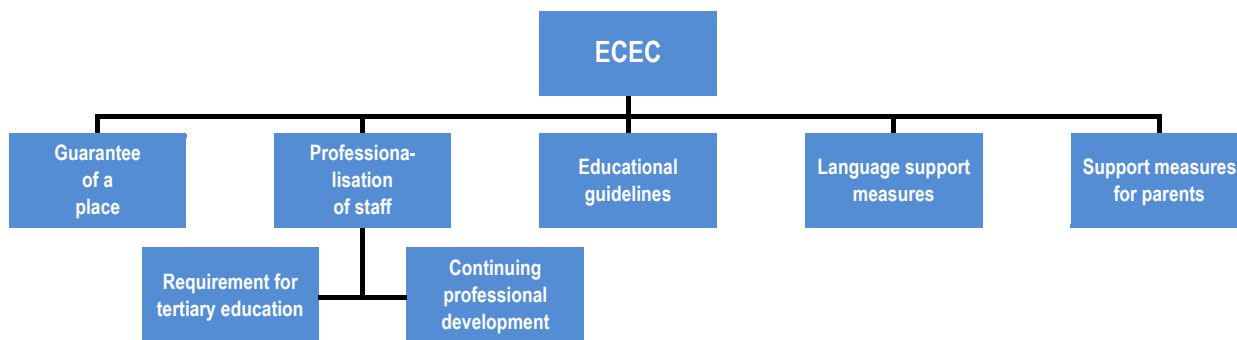 ECEC
Guarantee
of a
place
Professiona-
lisation
of staff
Educational
guidelines
Language support
measures
Support measures
for parents
Requirement for
tertiary education
Continuing
professional
development